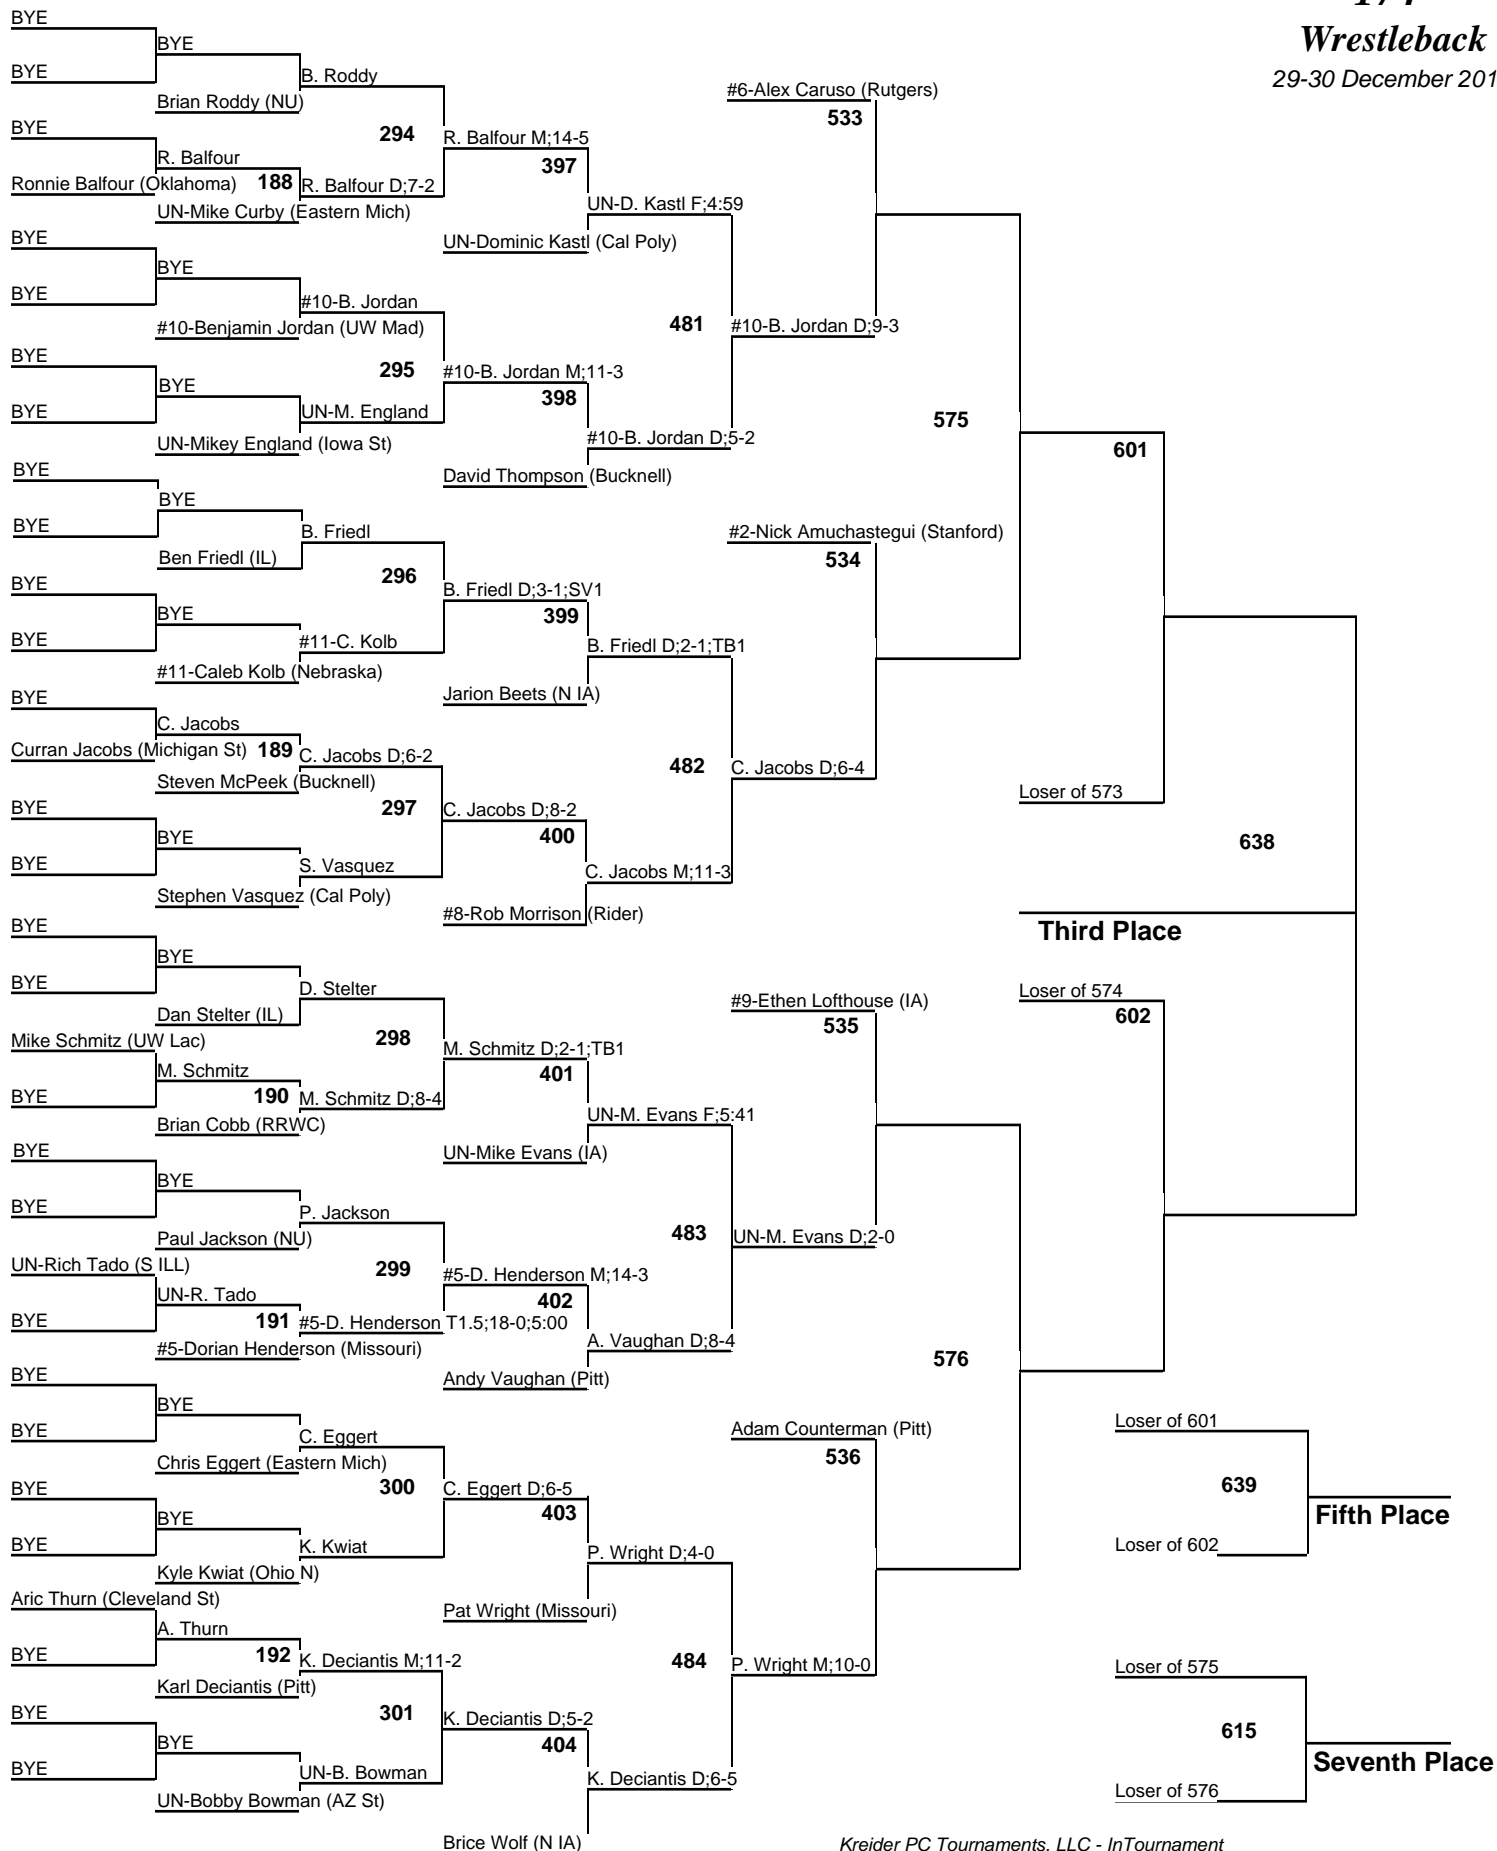 Wrestleback
29-30 December 201
BYE
BYE
BYE
B. Roddy
Brian Roddy (NU)
294
BYE
R. Balfour
Ronnie Balfour (Oklahoma)
188
R. Balfour D;7-2
UN-Mike Curby (Eastern Mich)
R. Balfour M;14-5
397
UN-D. Kastl F;4:59
UN-Dominic Kastl (Cal Poly)
BYE
BYE
BYE
#10-B. Jordan
#10-Benjamin Jordan (UW Mad)
295
BYE
BYE
BYE
UN-M. England
UN-Mikey England (Iowa St)
#10-B. Jordan M;11-3
398
#10-B. Jordan D;5-2
David Thompson (Bucknell)
481
#10-B. Jordan D;9-3
#6-Alex Caruso (Rutgers)
533
575
BYE
BYE
BYE
B. Friedl
Ben Friedl (IL)
296
BYE
BYE
BYE
#11-C. Kolb
#11-Caleb Kolb (Nebraska)
B. Friedl D;3-1;SV1
399
B. Friedl D;2-1;TB1
Jarion Beets (N IA)
#2-Nick Amuchastegui (Stanford)
534
BYE
C. Jacobs
Curran Jacobs (Michigan St)
189
C. Jacobs D;6-2
Steven McPeek (Bucknell)
297
BYE
BYE
BYE
S. Vasquez
Stephen Vasquez (Cal Poly)
C. Jacobs D;8-2
400
C. Jacobs M;11-3
#8-Rob Morrison (Rider)
482
C. Jacobs D;6-4
601
Loser of 573
638
Third Place
BYE
BYE
BYE
D. Stelter
Dan Stelter (IL)
298
Mike Schmitz (UW Lac)
M. Schmitz
BYE
190
M. Schmitz D;8-4
Brian Cobb (RRWC)
M. Schmitz D;2-1;TB1
401
UN-M. Evans F;5:41
UN-Mike Evans (IA)
#9-Ethen Lofthouse (IA)
535
Loser of 574
602
BYE
BYE
BYE
P. Jackson
Paul Jackson (NU)
299
UN-Rich Tado (S ILL)
UN-R. Tado
BYE
191
#5-D. Henderson T1.5;18-0;5:00
#5-Dorian Henderson (Missouri)
#5-D. Henderson M;14-3
402
A. Vaughan D;8-4
Andy Vaughan (Pitt)
483
UN-M. Evans D;2-0
576
BYE
BYE
BYE
C. Eggert
Chris Eggert (Eastern Mich)
300
BYE
BYE
BYE
K. Kwiat
Kyle Kwiat (Ohio N)
C. Eggert D;6-5
403
P. Wright D;4-0
Pat Wright (Missouri)
Adam Counterman (Pitt)
536
Aric Thurn (Cleveland St)
A. Thurn
BYE
192
K. Deciantis M;11-2
Karl Deciantis (Pitt)
301
BYE
BYE
BYE
UN-B. Bowman
UN-Bobby Bowman (AZ St)
K. Deciantis D;5-2
404
K. Deciantis D;6-5
Brice Wolf (N IA)
484
P. Wright M;10-0
Loser of 601
639
Fifth Place
Loser of 602
Loser of 575
615
Seventh Place
Loser of 576
Kreider PC Tournaments, LLC - InTournament